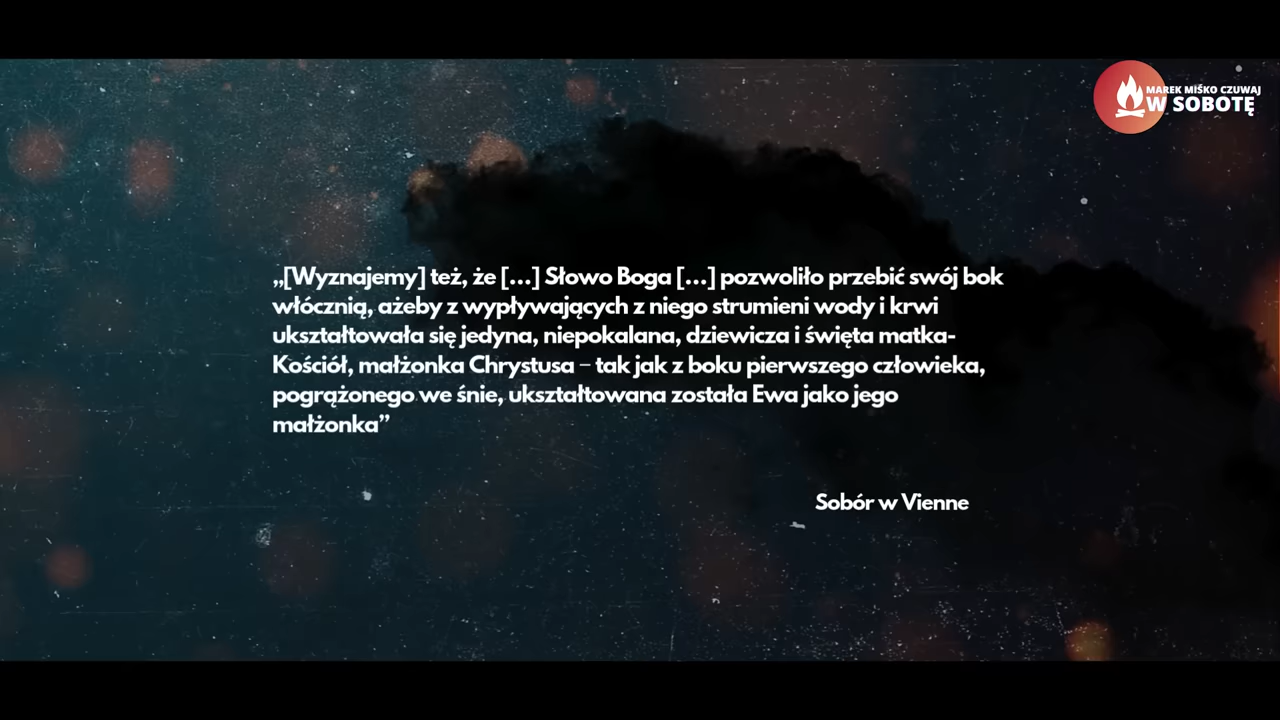 MAREK MIŚKO CZUWAJ
W SOBOTĘ
„[Wyznajemy] też, że [...] Słowo Boga [...] pozwoliło przebić swój bok
włócznią, ażeby z wypływających z niego strumieni wody i krwi
ukształtowała się jedyna, niepokalana, dziewicza i święta matka-
Kościół, małżonka Chrystusa – tak jak z boku pierwszego człowieka,
pogrążonego we śnie, ukształtowana została Ewa jako jego
małżonka”
Sobór w Vienne